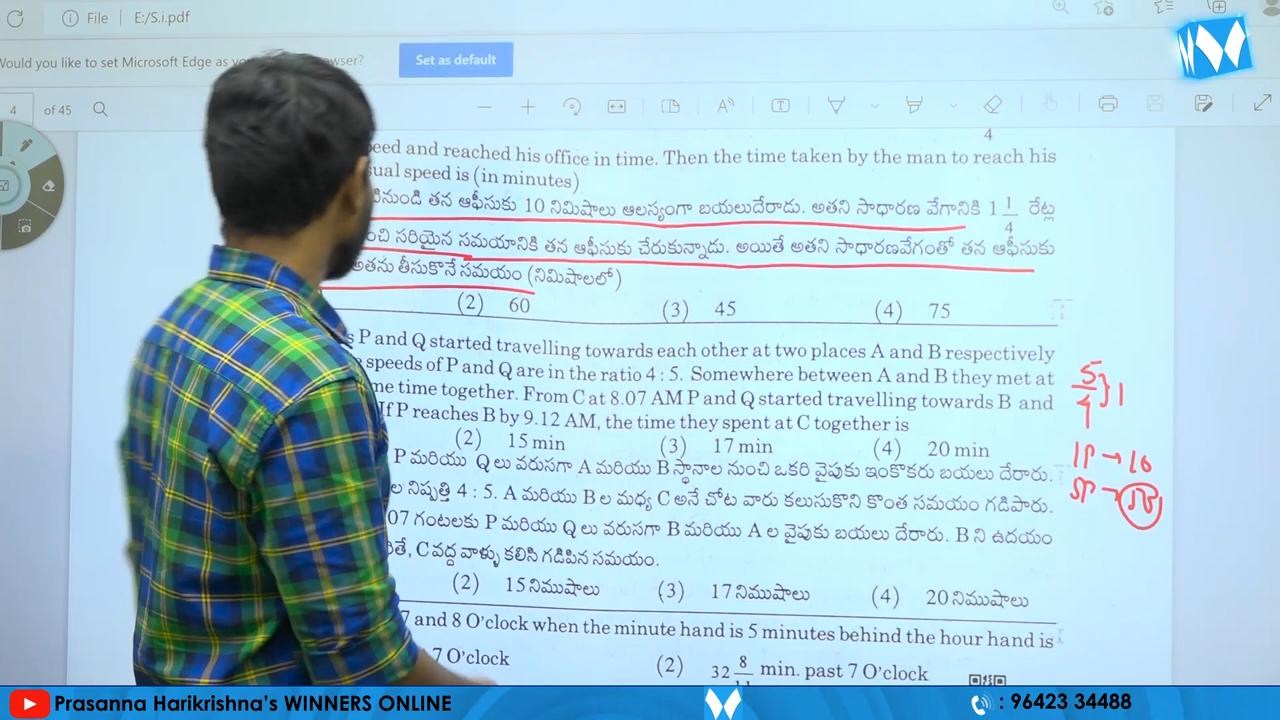 File E:/S.i.pdf
Would you like to set Microsoft Edge as
Set as default
4 of 45
4
and reached his office in time. Then the time taken by the man to reach his
speed is (in minutes)
తన ఆఫీసుకు 10 నిమిషాలు ఆలస్యంగా బయలుదేరాడు. అతని సాధారణ వేగానికి 1 1/4 రేట్ల
సరియైన సమయానికి తన ఆఫీసుకు చేరుకున్నాడు. అయితే అతని సాధారణవేగంతో తన ఆఫీసుకు
అతను తీసుకొనే సమయం (నిమిషాలలో)
(2) 60 (3) 45 (4) 75
P and Q started travelling towards each other at two places A and B respectively
speeds of P and Q are in the ratio 4 : 5. Somewhere between A and B they met at
time together. From C at 8.07 AM P and Q started travelling towards B and
If P reaches B by 9.12 AM, the time they spent at C together is
(2) 15 min (3) 17 min (4) 20 min
P మరియు Q లు వరుసగా A మరియు B స్థానాల నుంచి ఒకరి వైపుకు ఇంకొకరు బయలు దేరారు.
నిష్పత్తి 4 : 5. A మరియు B ల మధ్య C అనే చోట వారు కలుసుకొని కొంత సమయం గడిపారు.
గంటలకు P మరియు Q లు వరుసగా B మరియు A ల వైపుకు బయలు దేరారు. B ని ఉదయం
C వద్ద వాళ్ళు కలిసి గడిపిన సమయం.
(2) 15 నిముషాలు (3) 17 నిముషాలు (4) 20 నిముషాలు
7 and 8 O'clock when the minute hand is 5 minutes behind the hour hand is
7 O'clock (2) 32 8/11 min. past 7 O'clock
5/4 } 1
1P → 10
5P → 50
Prasanna Harikrishna's WINNERS ONLINE
: 96423 34488